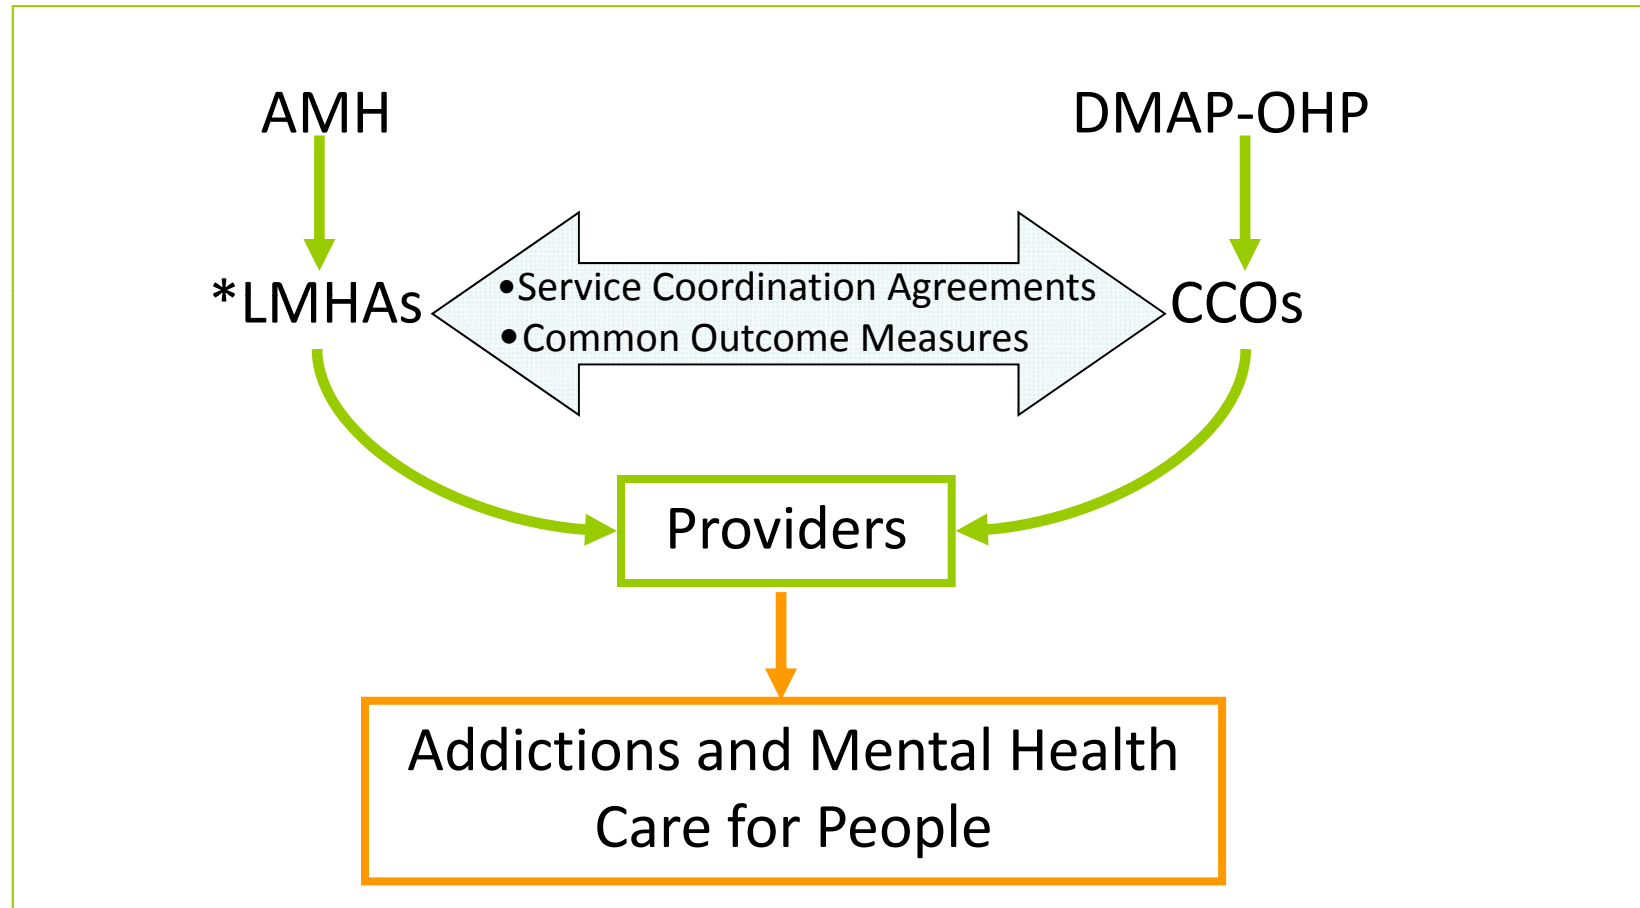 AMH
DMAP-OHP
*LMHAs
•Service Coordination Agreements
•Common Outcome Measures
CCOs
Providers
Addictions and Mental Health
Care for People